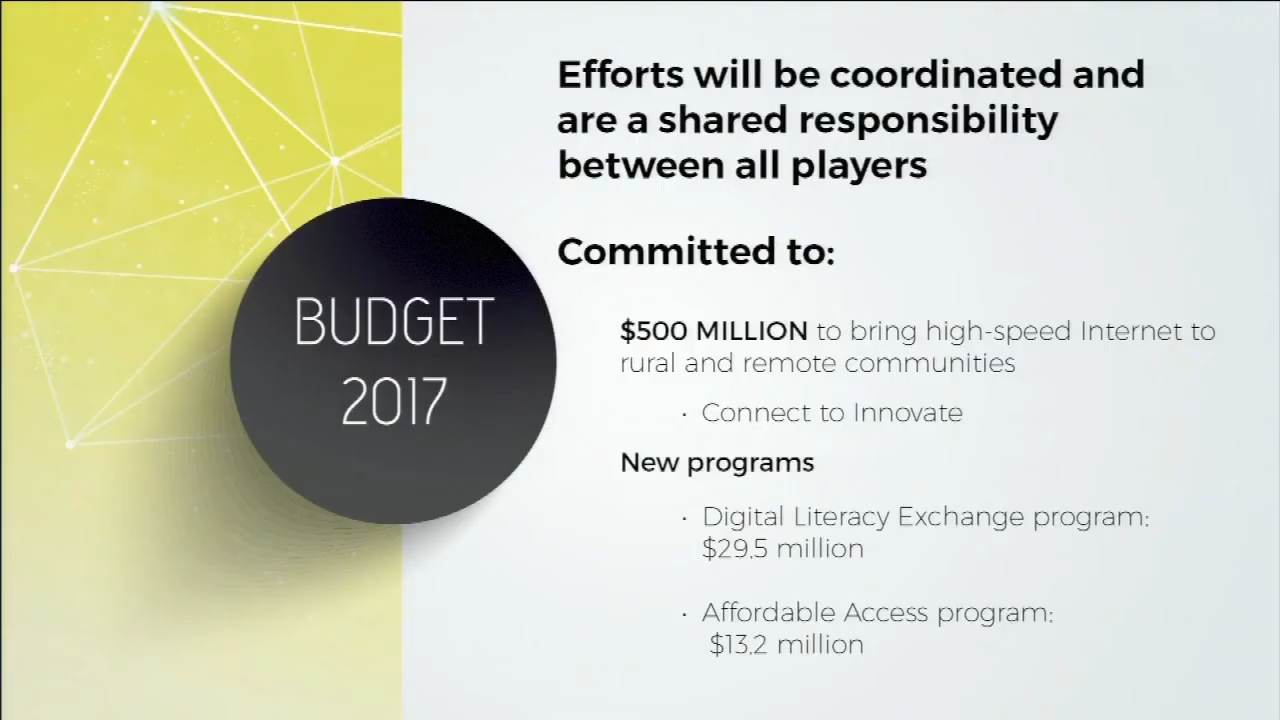 Efforts will be coordinated and
are a shared responsibility
between all players
Committed to:
BUDGET
2017
$500 MILLION to bring high-speed Internet to
rural and remote communities
· Connect to Innovate
New programs
· Digital Literacy Exchange program:
$29,5 million
· Affordable Access program:
$13,2 million